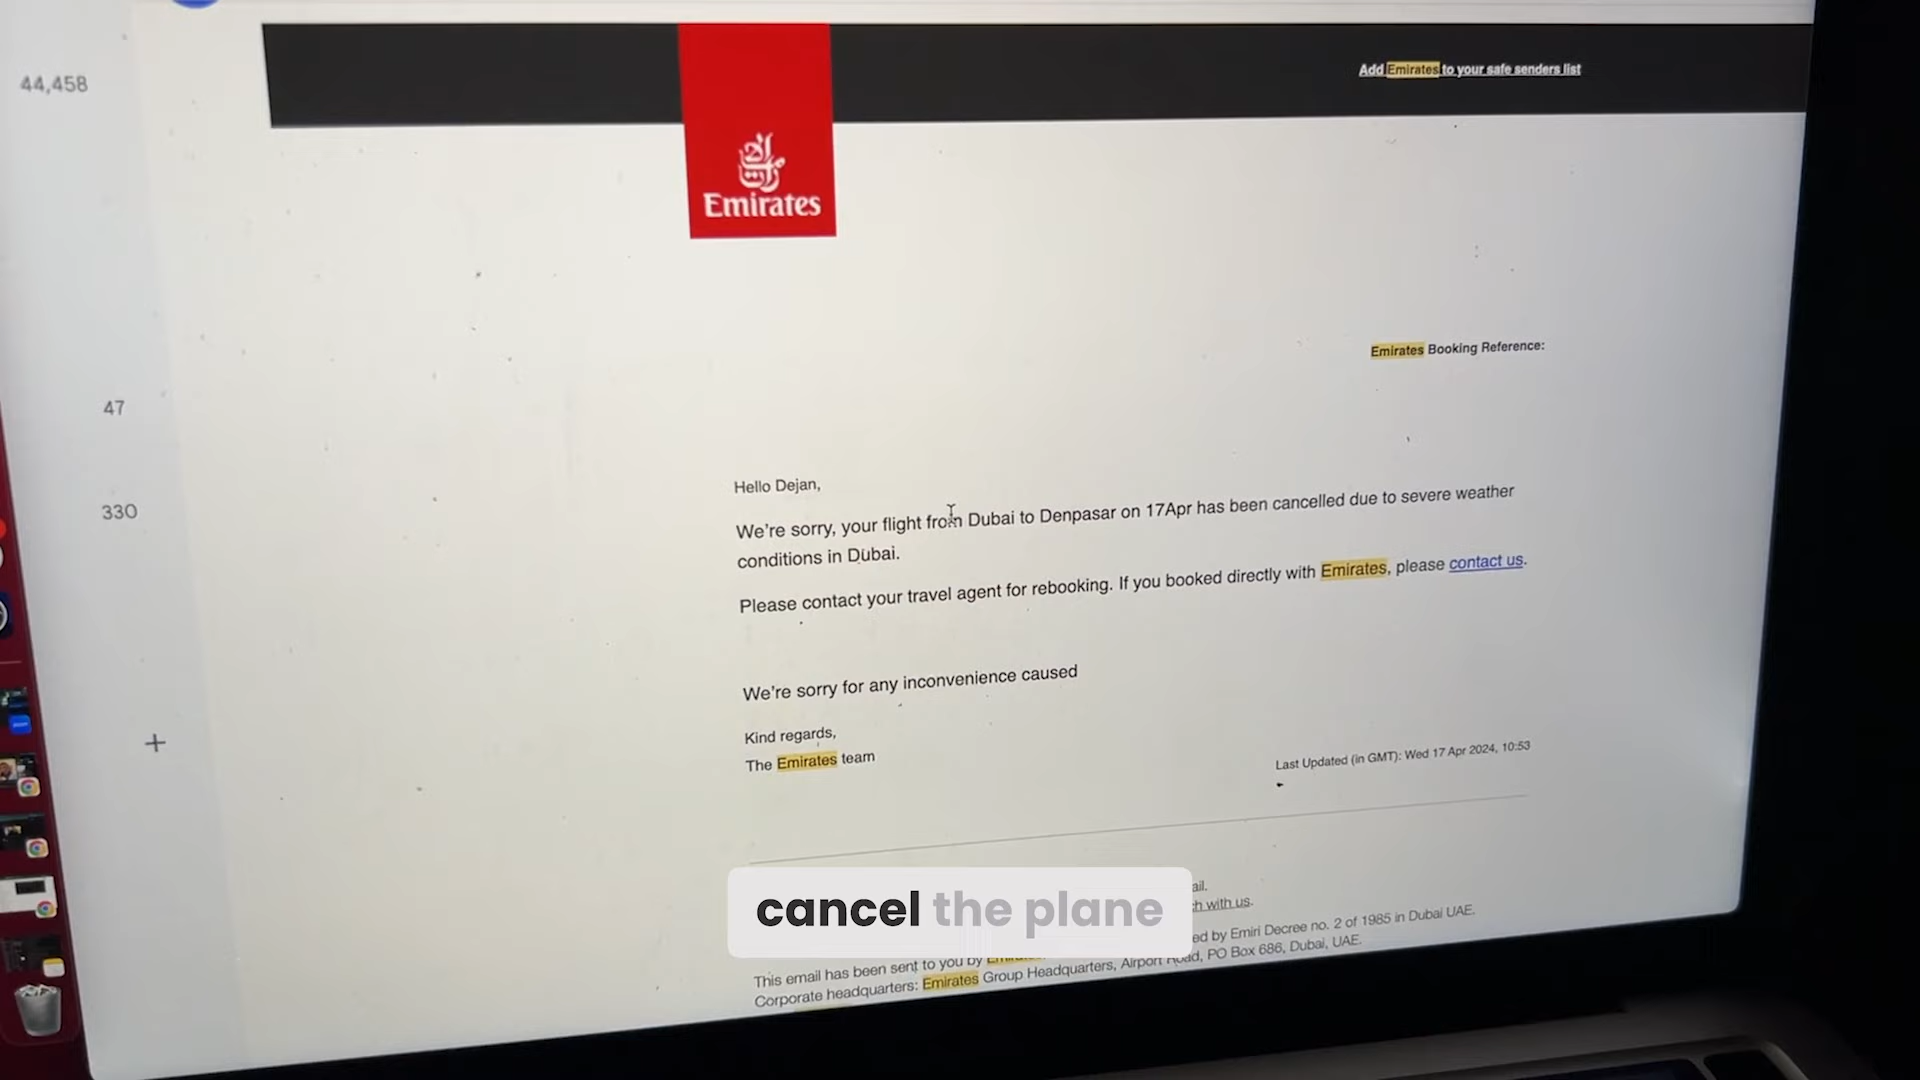 44,458
Add Emirates to your safe senders list
Emirates
Emirates Booking Reference:
47
330
Hello Dejan,
We're sorry, your flight from Dubai to Denpasar on 17Apr has been cancelled due to severe weather
conditions in Dubai.
Please contact your travel agent for rebooking. If you booked directly with Emirates, please contact us.
We're sorry for any inconvenience caused
Kind regards,
The Emirates team
Last Updated (in GMT): Wed 17 Apr 2024, 10:53
cancel the plane
with us.
by Emiri Decree no. 2 of 1985 in Dubai UAE.
This email has been sent to you by
Corporate headquarters: Emirates Group Headquarters, Airport Road, PO Box 686, Dubai, UAE.